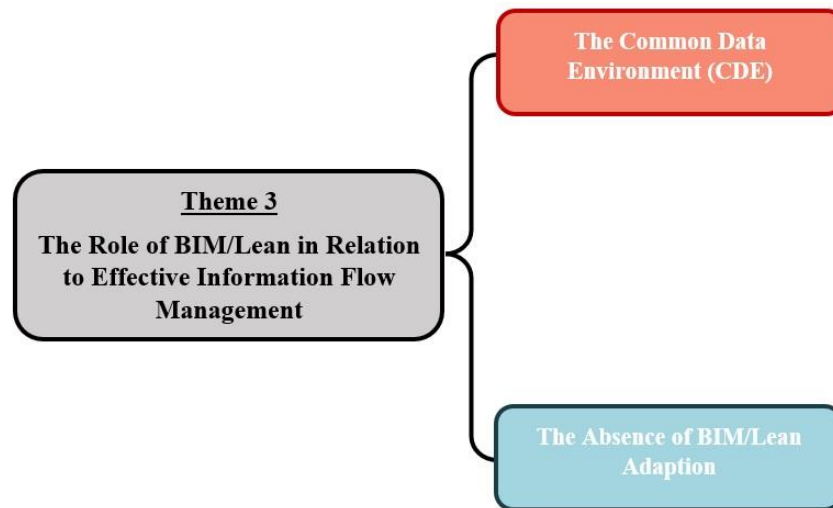 The Common Data
Environment (CDE)
Theme 3
The Role of BIM/Lean in Relation
to Effective Information Flow
Management
The Absence of BIM/Lean
Adaption